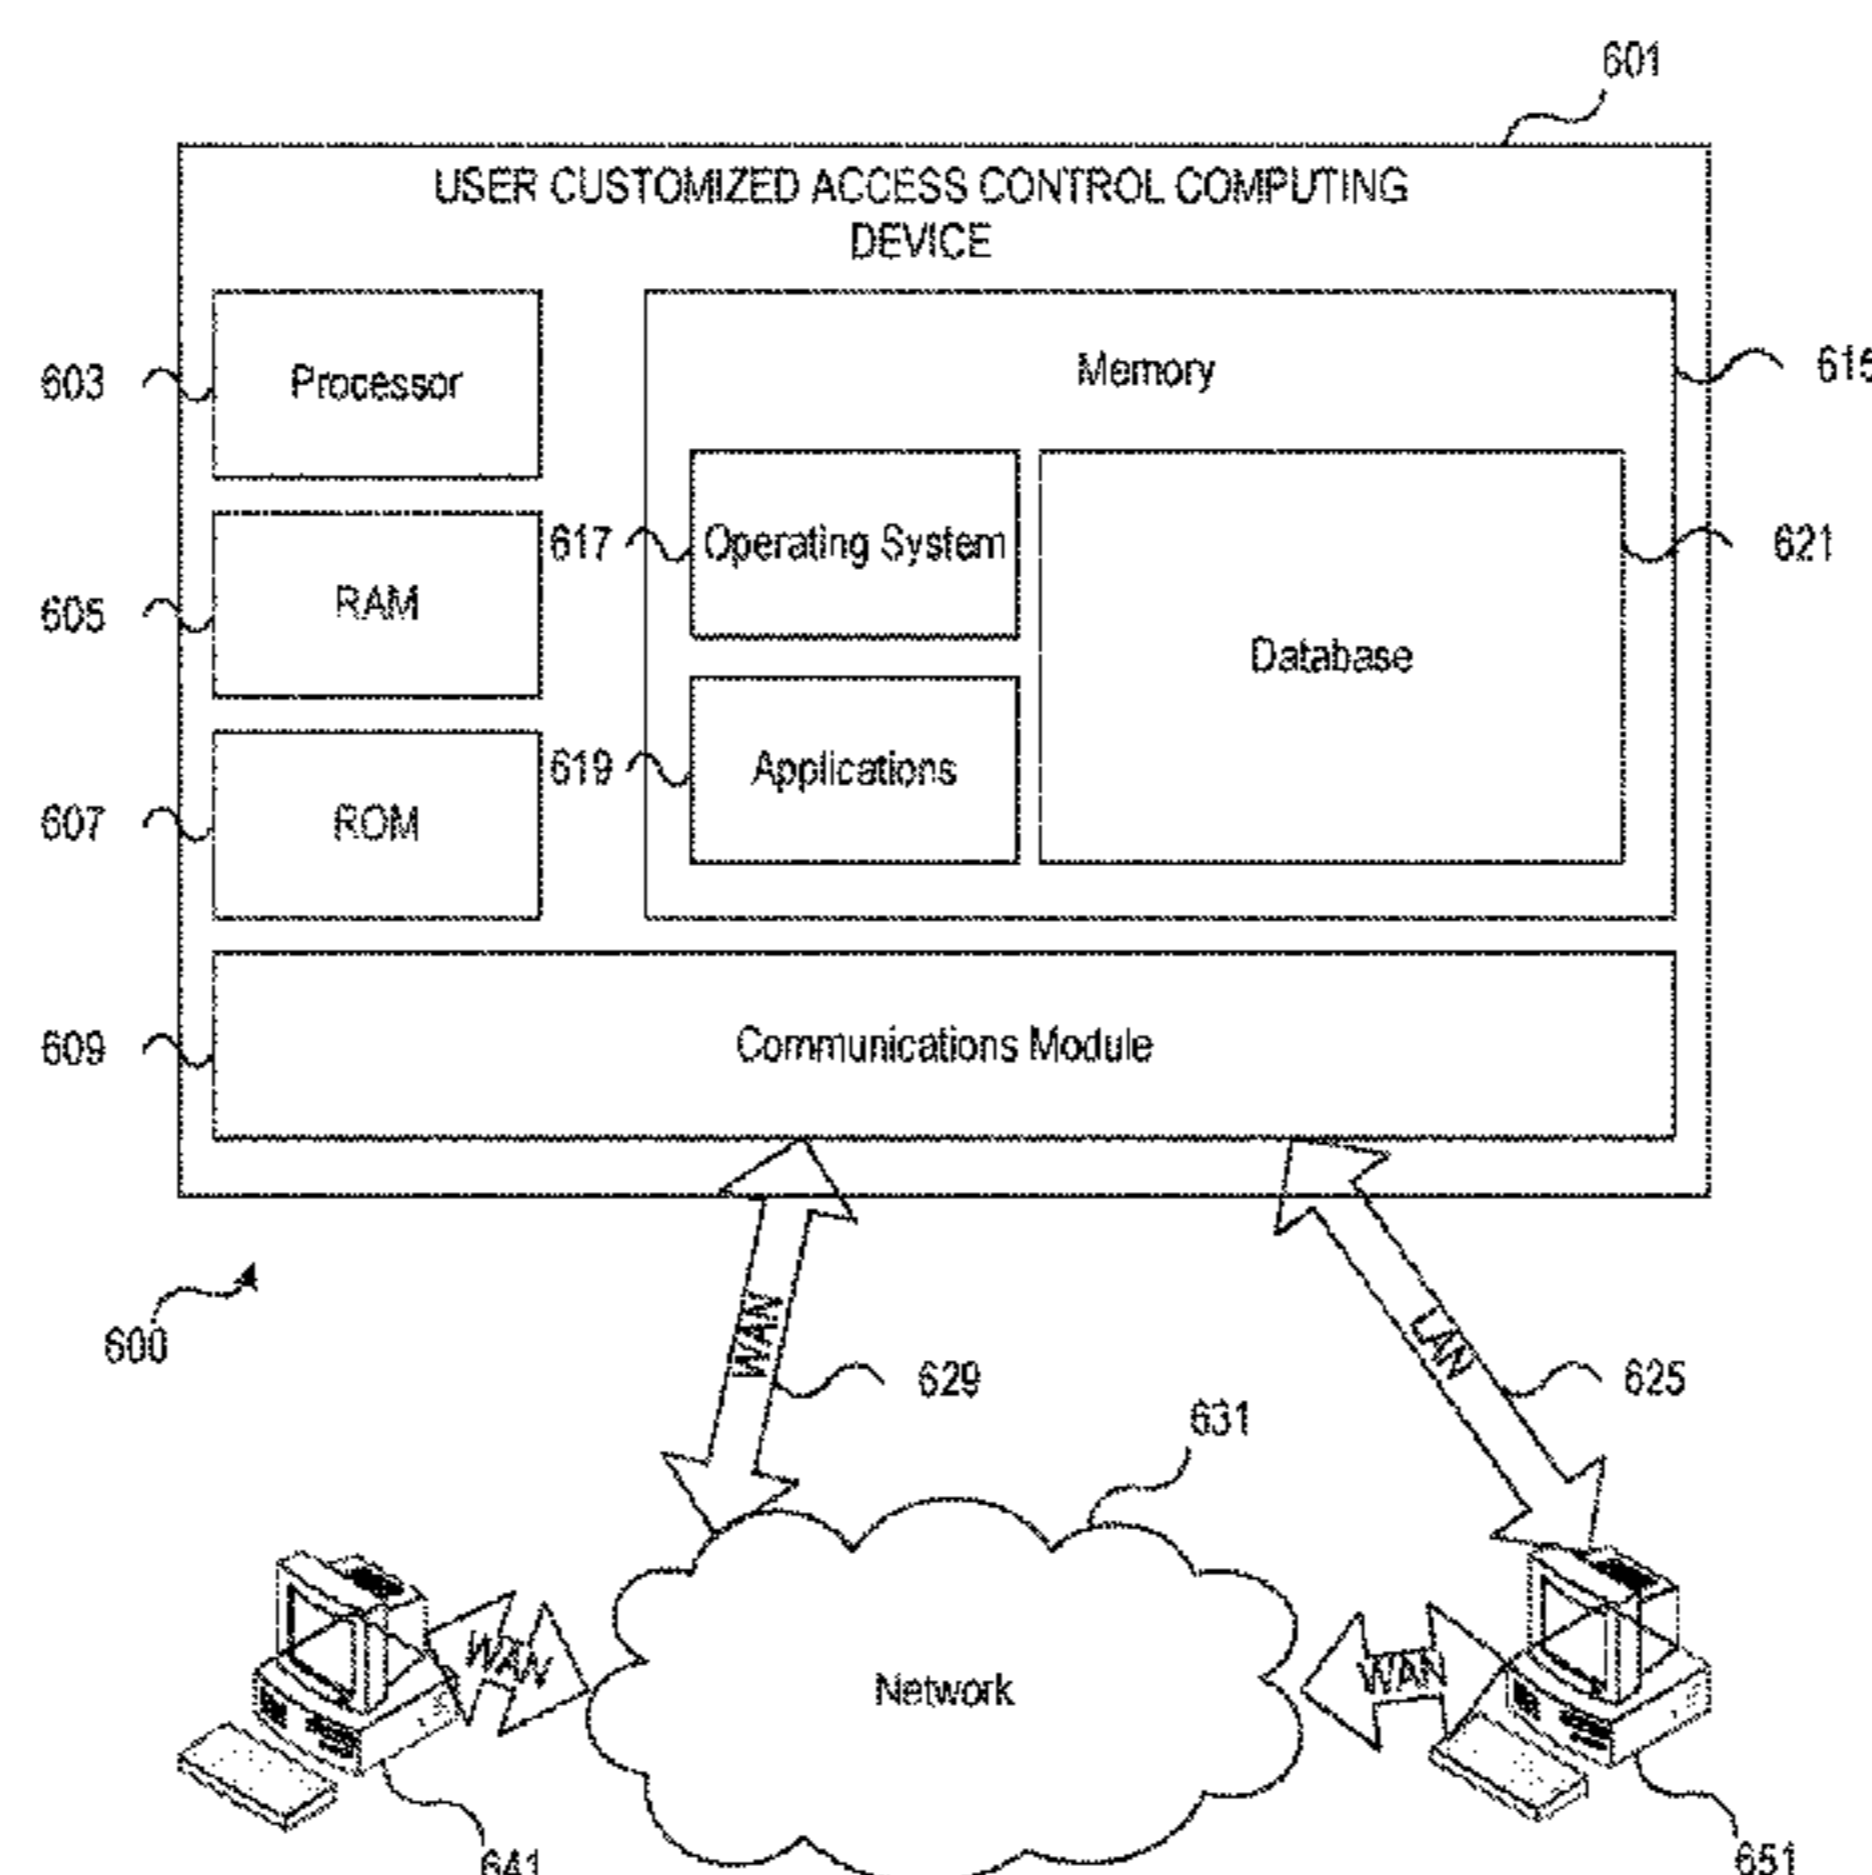 601
USER CUSTOMIZED ACCESS CONTROL COMPUTING
DEVICE
603
Processor
Memory
615
605
RAM
617
Operating System
621
Database
607
ROM
619
Applications
609
Communications Module
600
WAN
629
LAN
625
631
WAN
Network
WAN
641
651